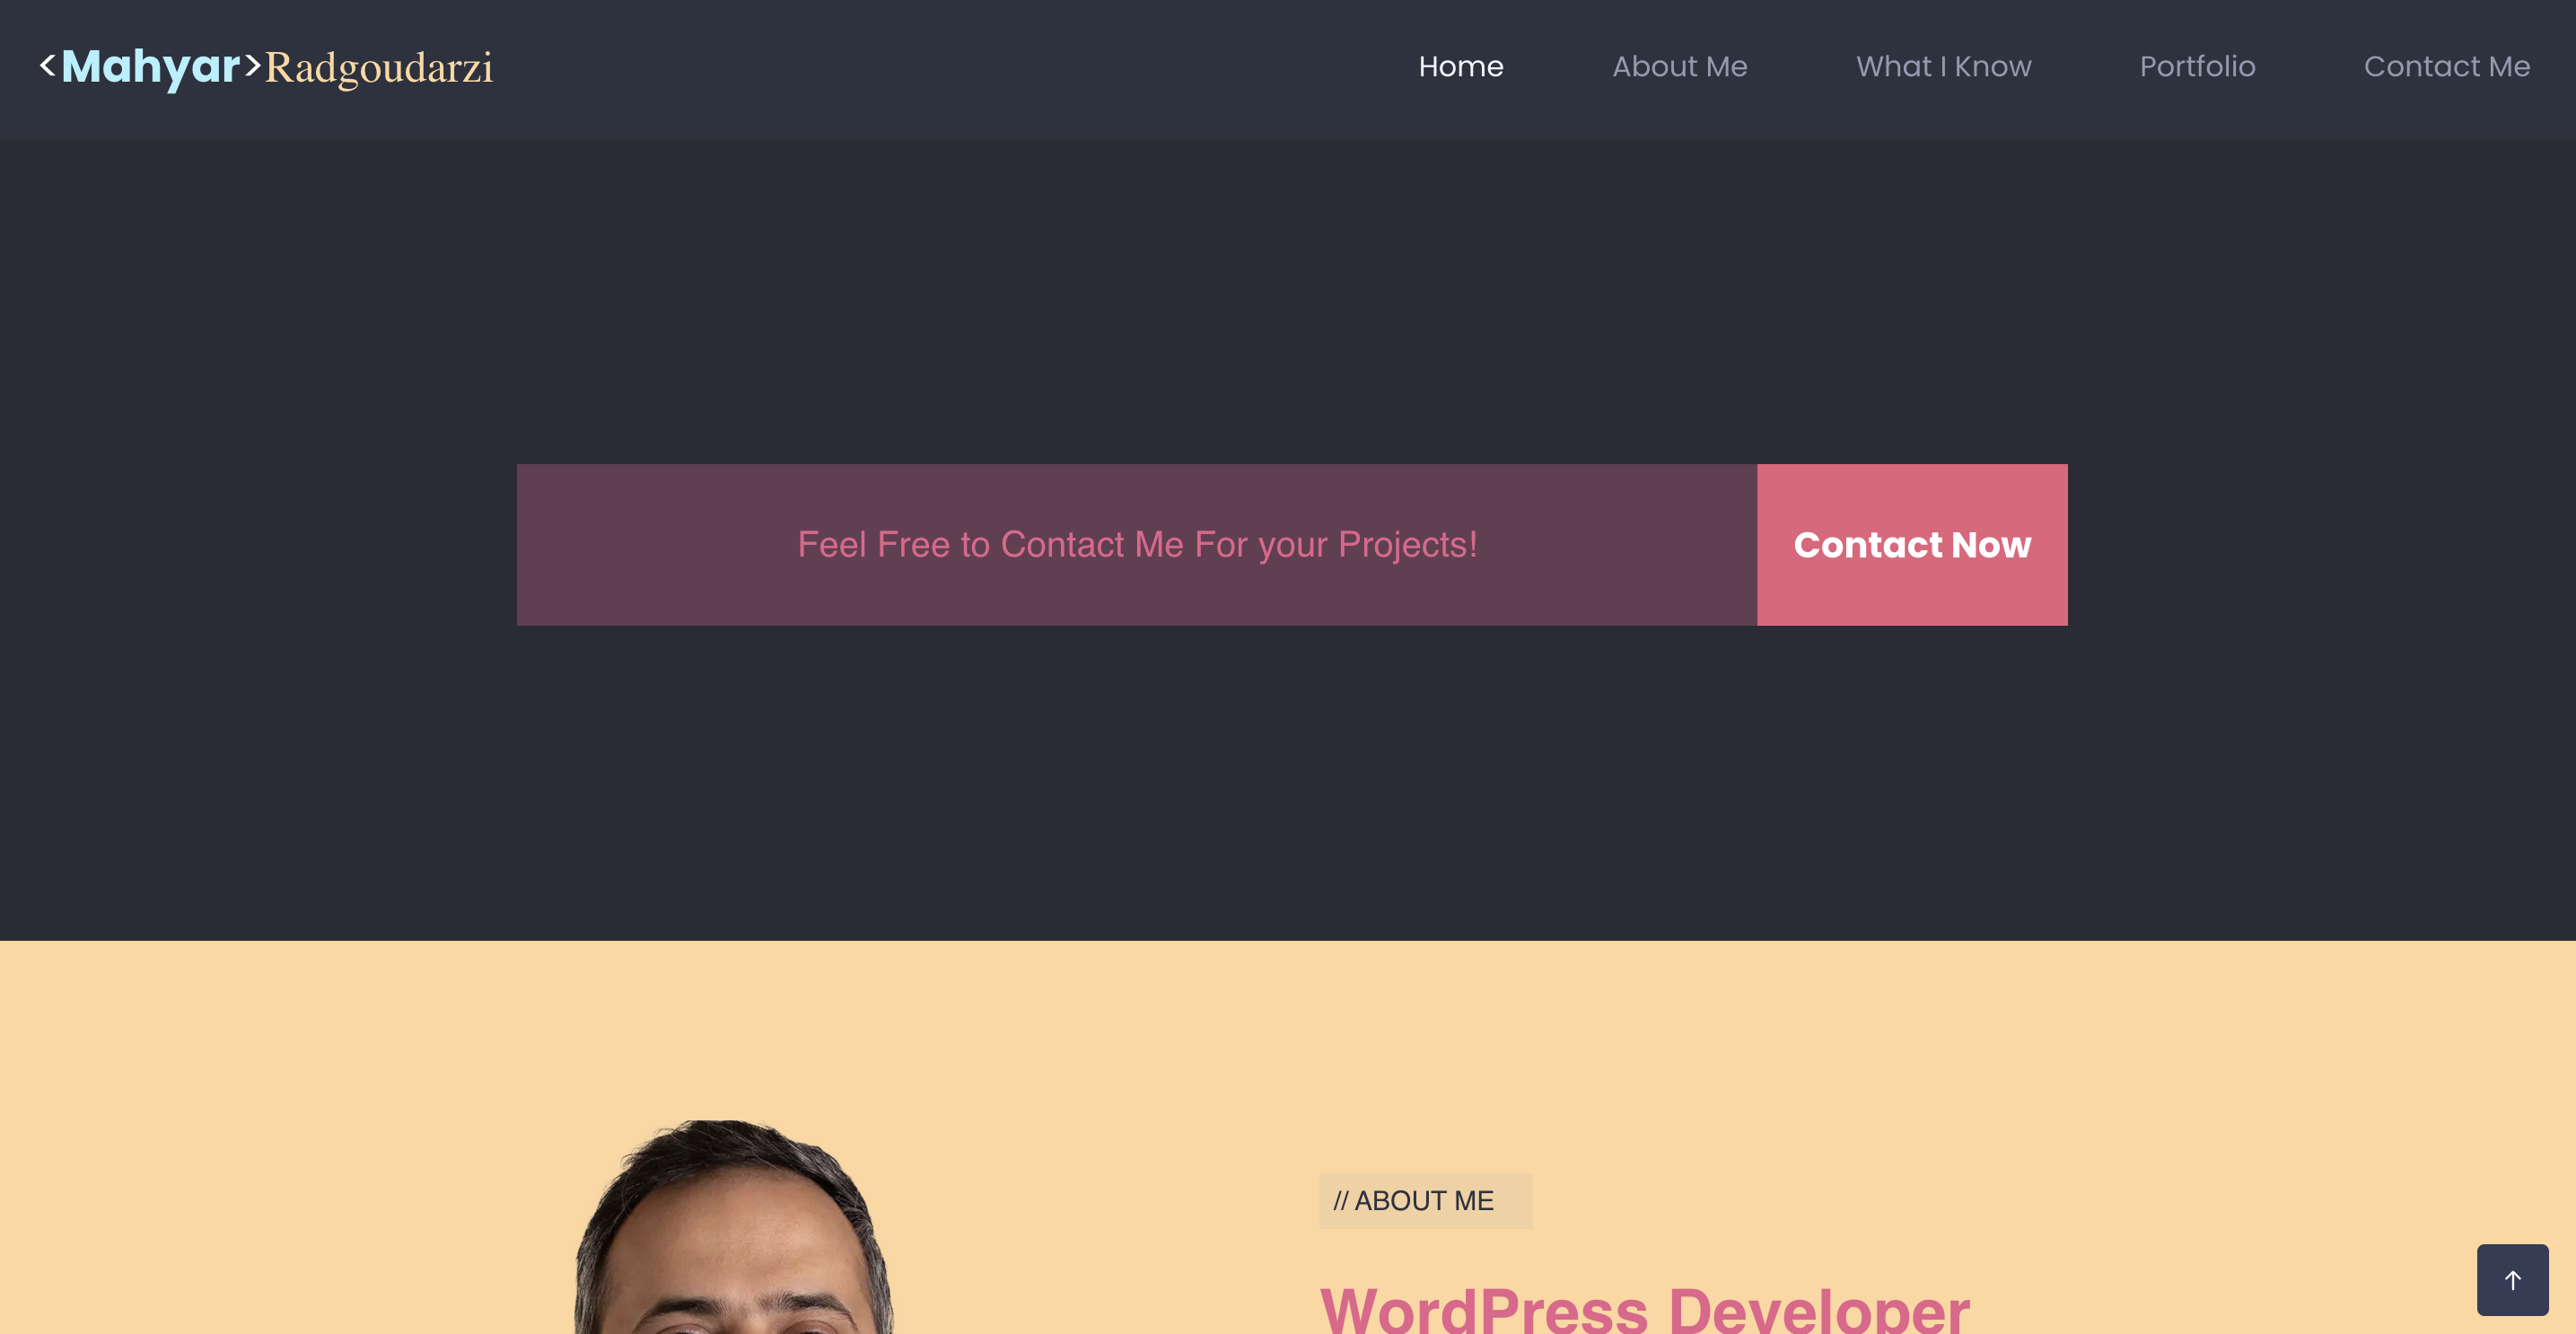 <Mahyar>Radgoudarzi
Home About Me What I Know Portfolio Contact Me
Feel Free to Contact Me For your Projects!
Contact Now
// ABOUT ME
WordPress Developer